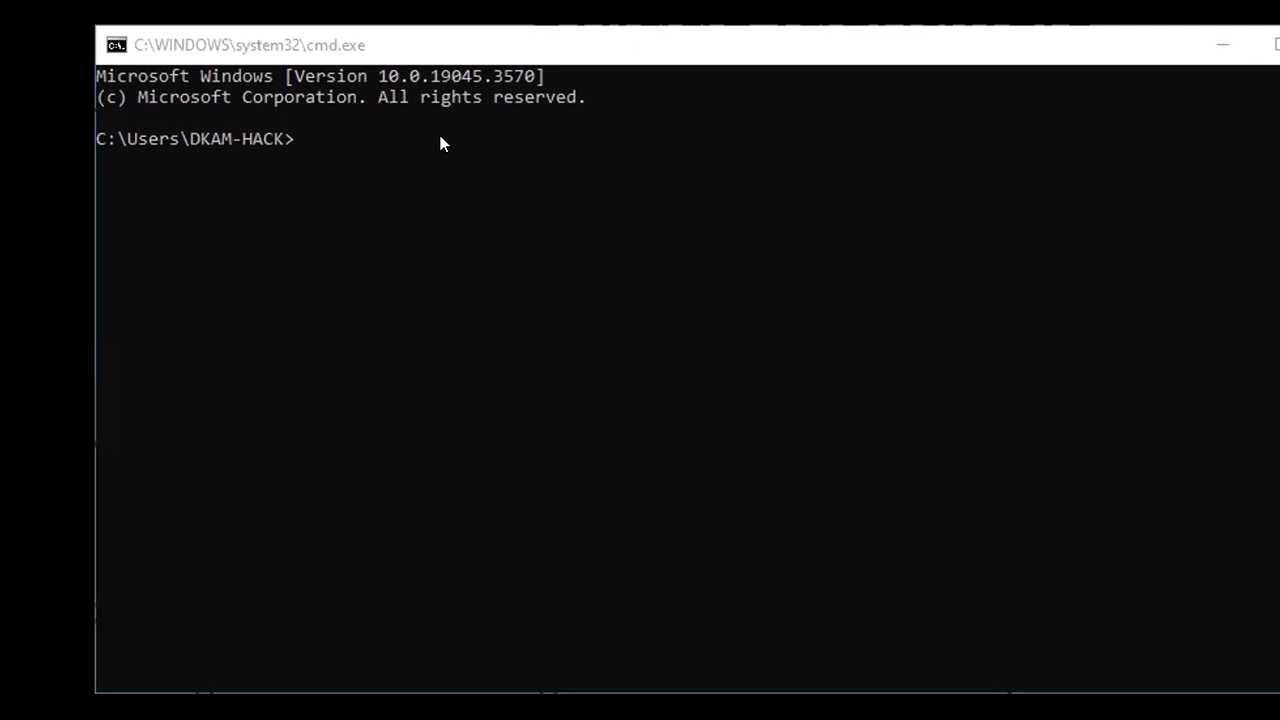 C:\WINDOWS\system32\cmd.exe
Microsoft Windows [Version 10.0.19045.3570]
(c) Microsoft Corporation. All rights reserved.
C:\Users\DKAM-HACK>